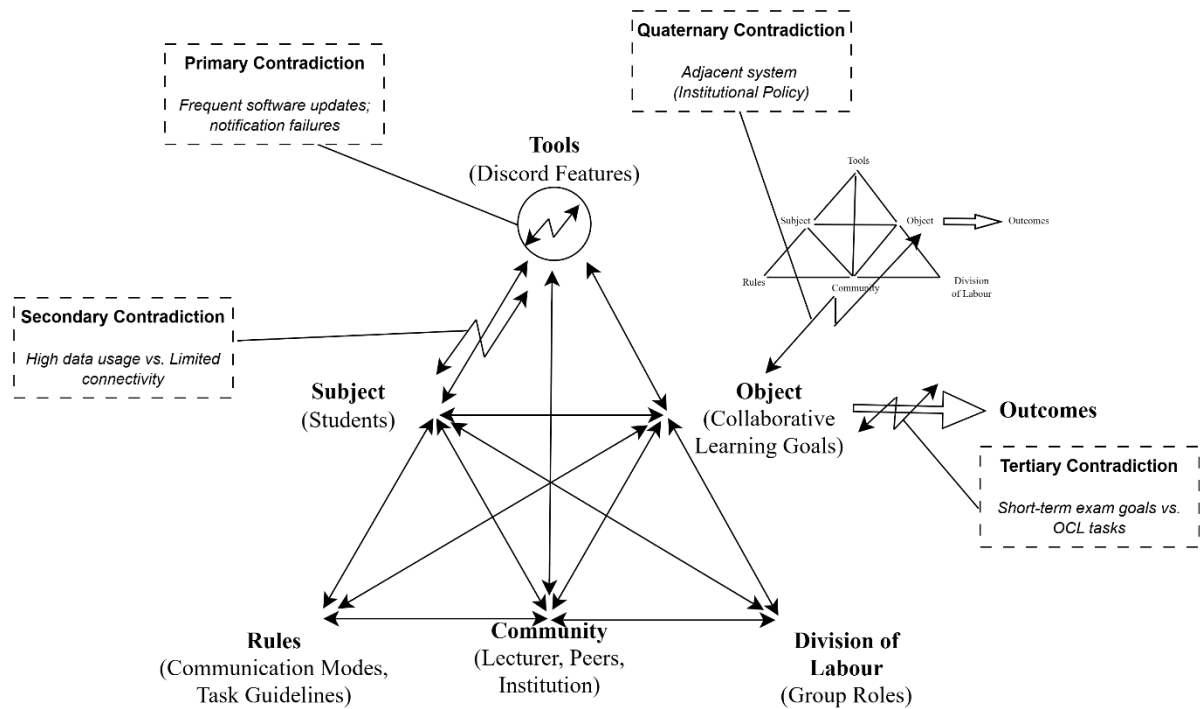 Primary Contradiction
Frequent software updates;
notification failures
Quaternary Contradiction
Adjacent system
(Institutional Policy)
Tools
(Discord Features)
Tools
Subject
Object
Outcomes
Rules
Community
Division
of Labour
Secondary Contradiction
High data usage vs. Limited
connectivity
Subject
(Students)
Object
(Collaborative
Learning Goals)
Outcomes
Tertiary Contradiction
Short-term exam goals vs.
OCL tasks
Rules
(Communication Modes,
Task Guidelines)
Community
(Lecturer, Peers,
Institution)
Division of
Labour
(Group Roles)